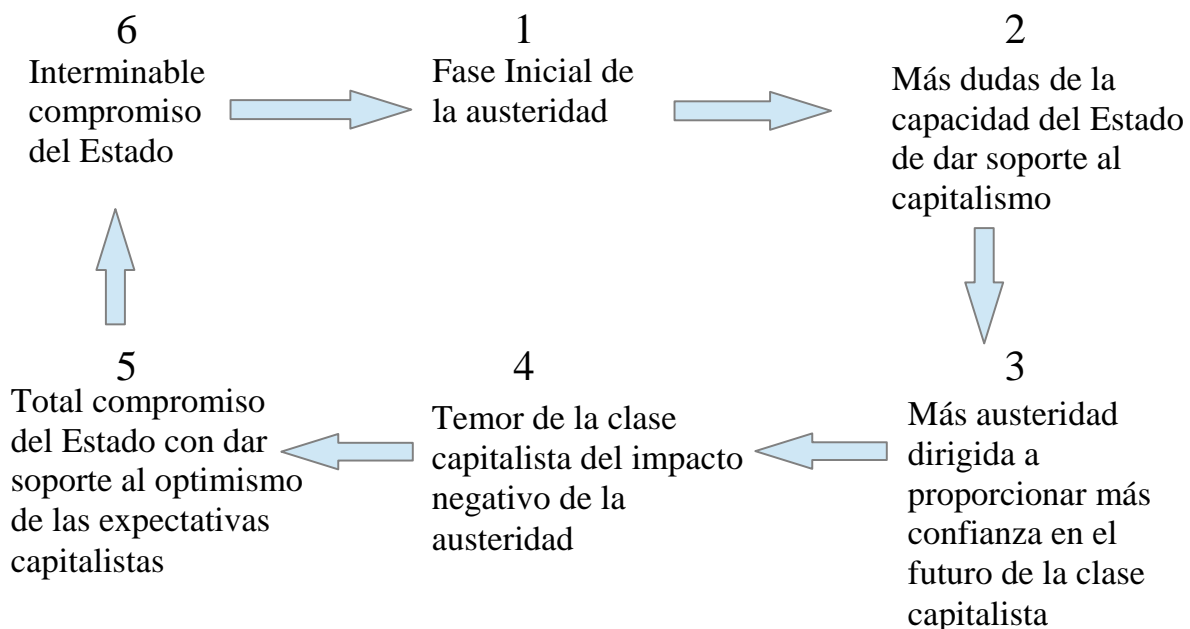 1
Fase Inicial de
la austeridad
2
Más dudas de la
capacidad del Estado
de dar soporte al
capitalismo
3
Más austeridad
dirigida a
proporcionar más
confianza en el
futuro de la clase
capitalista
4
Temor de la clase
capitalista del impacto
negativo de la
austeridad
5
Total compromiso
del Estado con dar
soporte al optimismo
de las expectativas
capitalistas
6
Interminable
compromiso
del Estado